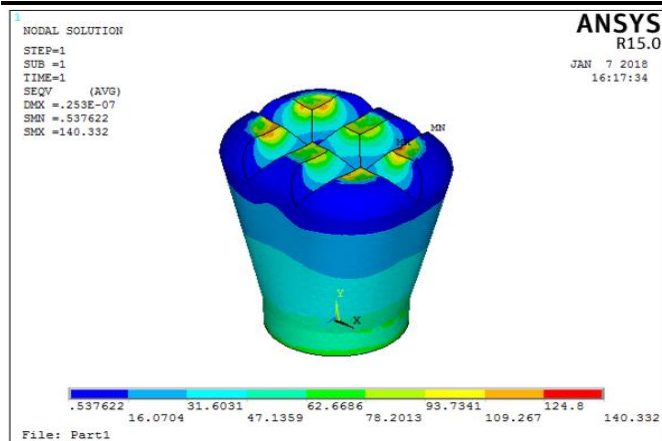 1
NODAL SOLUTION
STEP=1
SUB =1
TIME=1
SEQV (AVG)
DMX =.253E-07
SMN =.537622
SMX =140.332
ANSYS
R15.0
JAN 7 2018
16:17:34
MN
Y
X
.537622 31.6031 62.6686 93.7341 124.8
16.0704 47.1359 78.2013 109.267 140.332
File: Part1